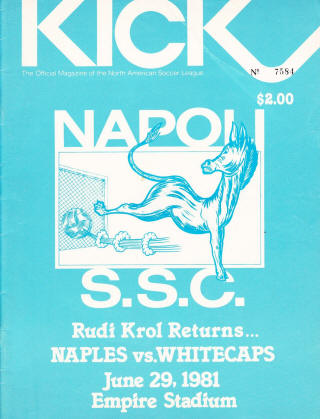 KICK
The Official Magazine of the North American Soccer League
Nº 7584
$2.00
NAPOLI
S.S.C.
Rudi Krol Returns...
NAPLES vs. WHITECAPS
June 29, 1981
Empire Stadium